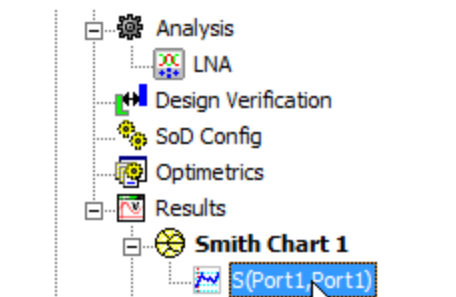 Analysis
LNA
Design Verification
SoD Config
Optimetrics
Results
Smith Chart 1
S(Port1,Port1)